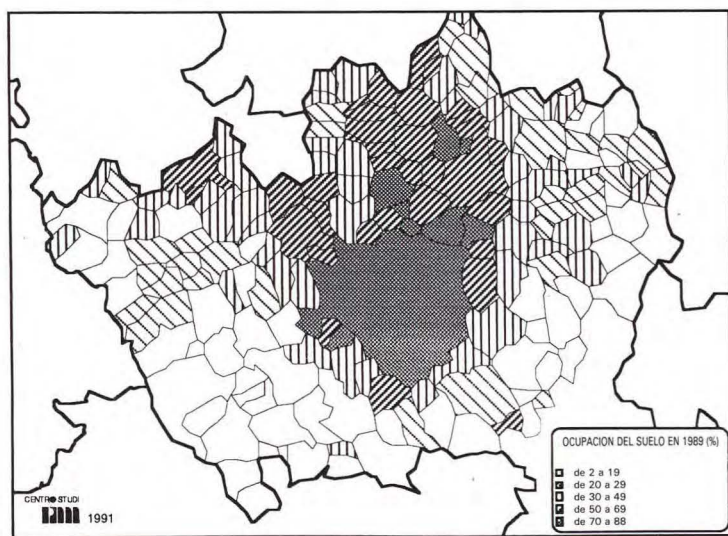 OCUPACION DEL SUELO EN 1989 (%)
de 2 a 19
de 20 a 29
de 30 a 49
de 50 a 69
de 70 a 88
CENTRO STUDI
PIM 1991